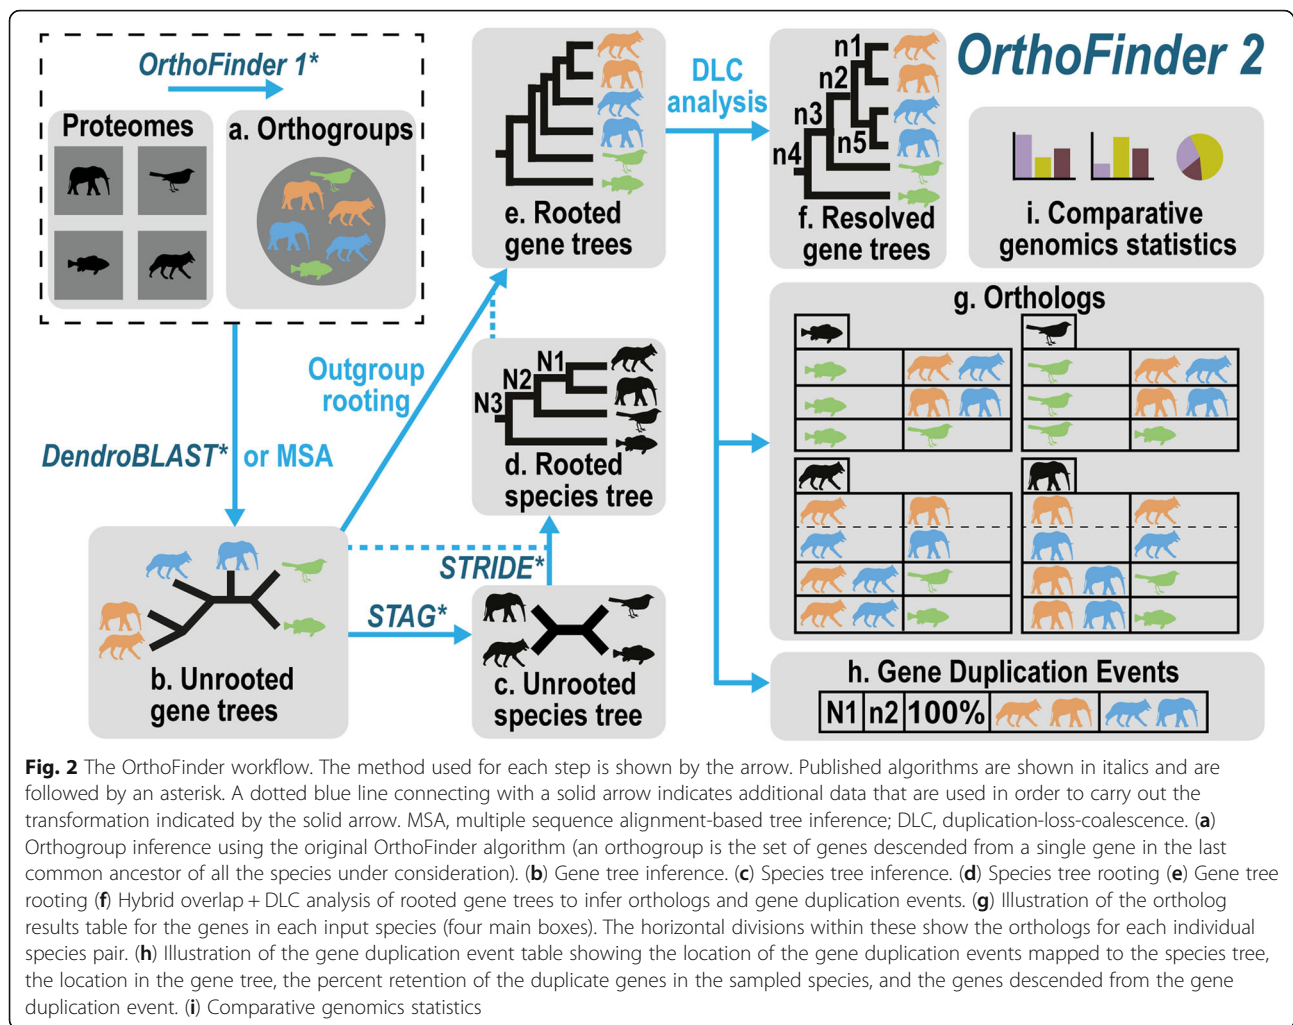 OrthoFinder 1*
Proteomes
a. Orthogroups
DendroBLAST* or MSA
Outgroup
rooting
b. Unrooted
gene trees
STAG*
STRIDE*
c. Unrooted
species tree
N1
N2
N3
d. Rooted
species tree
e. Rooted
gene trees
DLC
analysis
n1
n2
n3
n5
n4
f. Resolved
gene trees
OrthoFinder 2
i. Comparative
genomics statistics
g. Orthologs
h. Gene Duplication Events
N1 n2 100%
Fig. 2 The OrthoFinder workflow. The method used for each step is shown by the arrow. Published algorithms are shown in italics and are
followed by an asterisk. A dotted blue line connecting with a solid arrow indicates additional data that are used in order to carry out the
transformation indicated by the solid arrow. MSA, multiple sequence alignment-based tree inference; DLC, duplication-loss-coalescence. (a)
Orthogroup inference using the original OrthoFinder algorithm (an orthogroup is the set of genes descended from a single gene in the last
common ancestor of all the species under consideration). (b) Gene tree inference. (c) Species tree inference. (d) Species tree rooting (e) Gene tree
rooting (f) Hybrid overlap + DLC analysis of rooted gene trees to infer orthologs and gene duplication events. (g) Illustration of the ortholog
results table for the genes in each input species (four main boxes). The horizontal divisions within these show the orthologs for each individual
species pair. (h) Illustration of the gene duplication event table showing the location of the gene duplication events mapped to the species tree,
the location in the gene tree, the percent retention of the duplicate genes in the sampled species, and the genes descended from the gene
duplication event. (i) Comparative genomics statistics